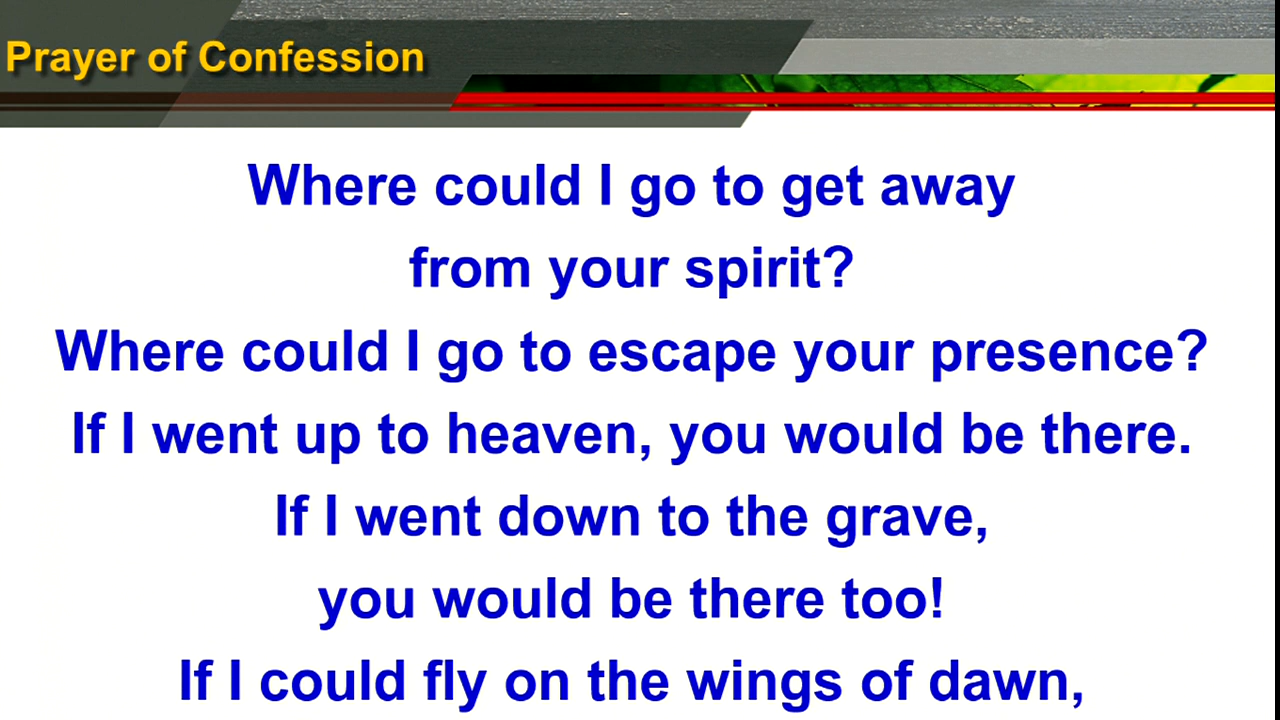 Prayer of Confession
Where could I go to get away
from your spirit?
Where could I go to escape your presence?
If I went up to heaven, you would be there.
If I went down to the grave,
you would be there too!
If I could fly on the wings of dawn,